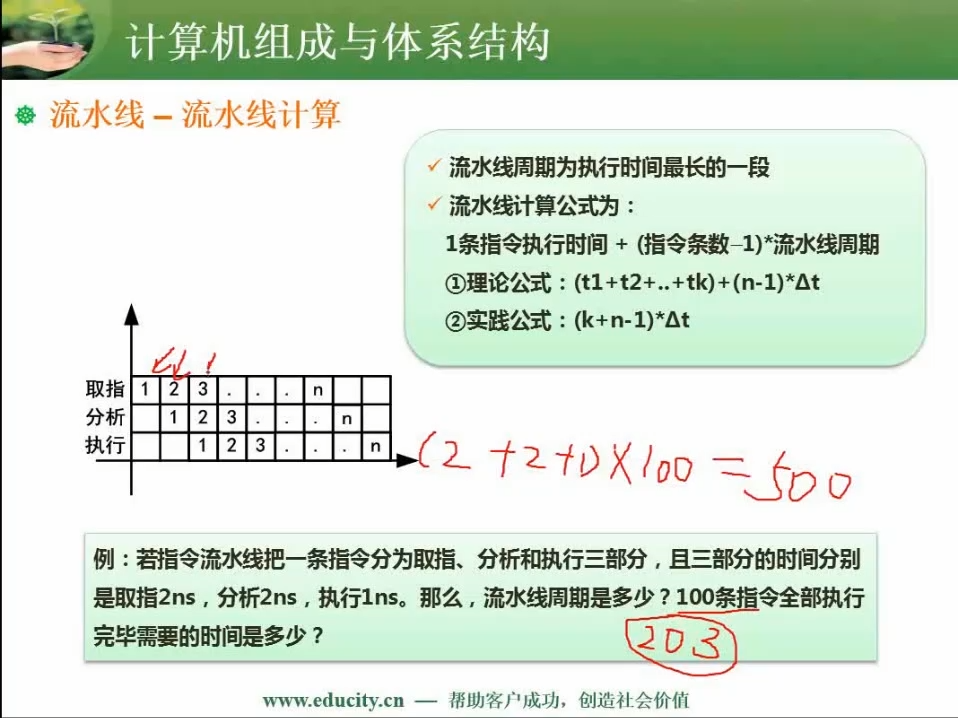 计算机组成与体系结构
流水线 – 流水线计算
✓ 流水线周期为执行时间最长的一段
✓ 流水线计算公式为：
1条指令执行时间 + (指令条数–1)*流水线周期
①理论公式：(t1+t2+..+tk)+(n-1)*Δt
②实践公式：(k+n-1)*Δt
取指 1 2 3 . . . n
分析 1 2 3 . . . n
执行 1 2 3 . . . n
(2+2+1)×100=500
例：若指令流水线把一条指令分为取指、分析和执行三部分，且三部分的时间分别
是取指2ns，分析2ns，执行1ns。那么，流水线周期是多少？100条指令全部执行
完毕需要的时间是多少？
203
www.educity.cn — 帮助客户成功，创造社会价值